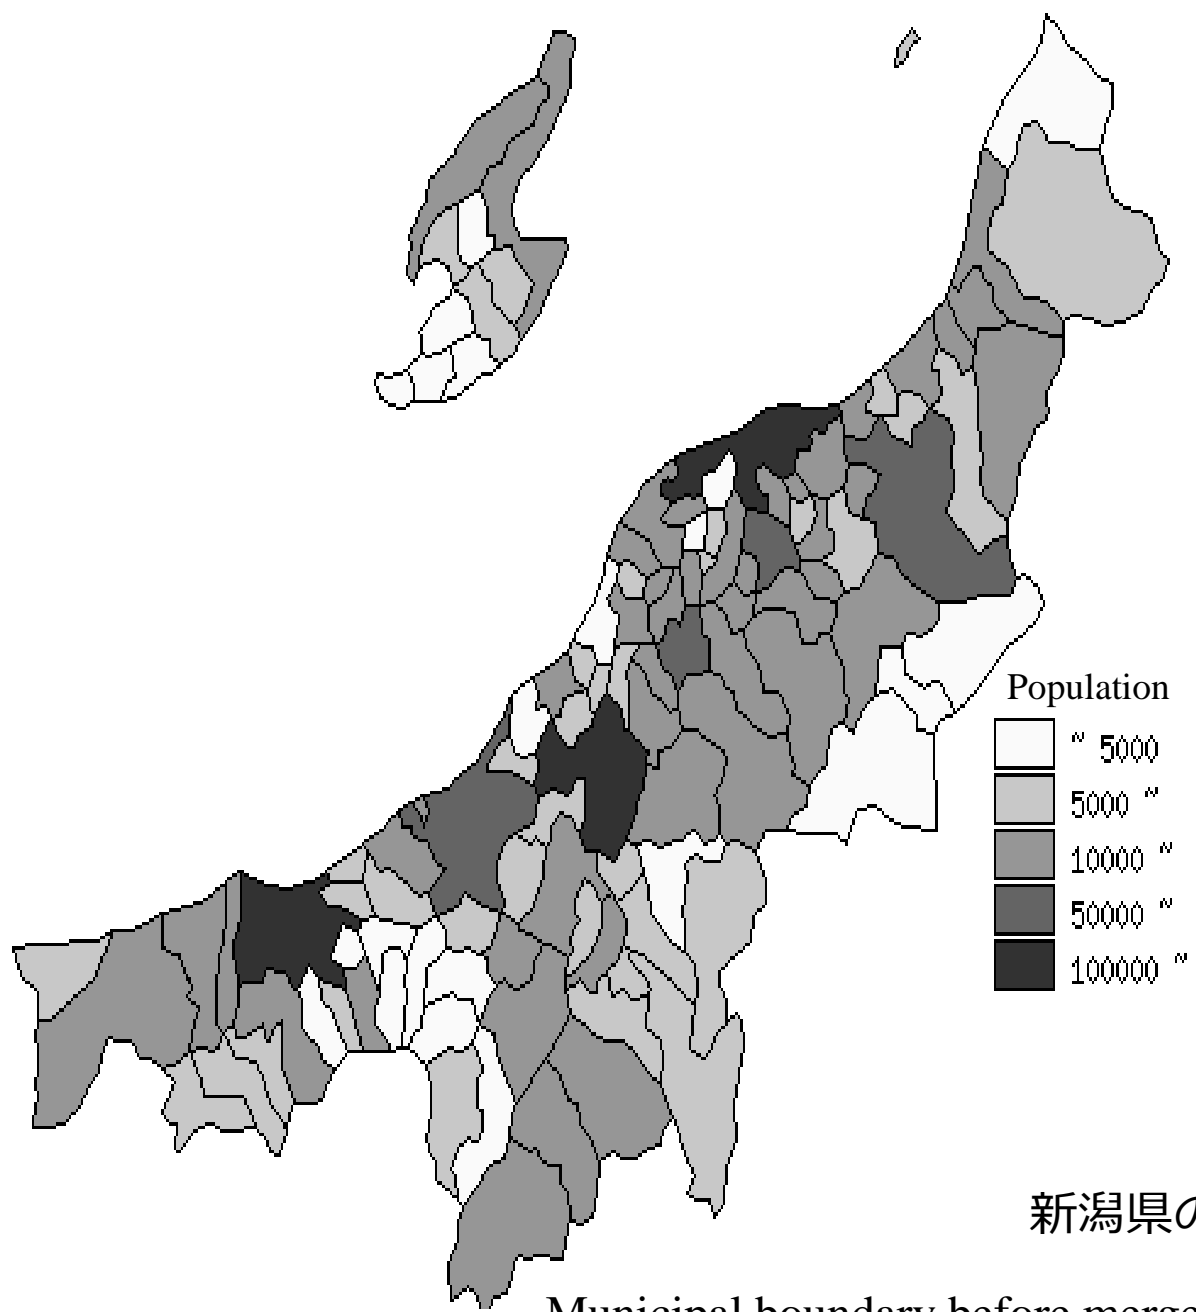 Population
~ 5000
5000 ~
10000 ~
50000 ~
100000 ~
新潟県の
Municipal boundary before merge